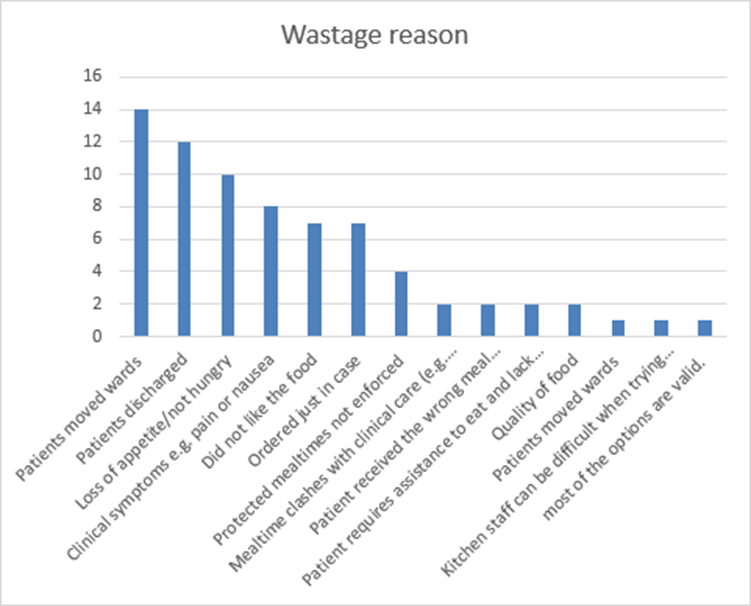 Wastage reason
16
14
12
10
8
6
4
2
0
Patients moved wards
Patients discharged
Loss of appetite/not hungry
Clinical symptoms e.g. pain or nausea
Did not like the food
Ordered just in case
Protected mealtimes not enforced
Mealtime clashes with clinical care (e.g....
Patient received the wrong meal...
Patient requires assistance to eat and lack...
Quality of food
Patients moved wards
Kitchen staff can be difficult when trying...
most of the options are valid.